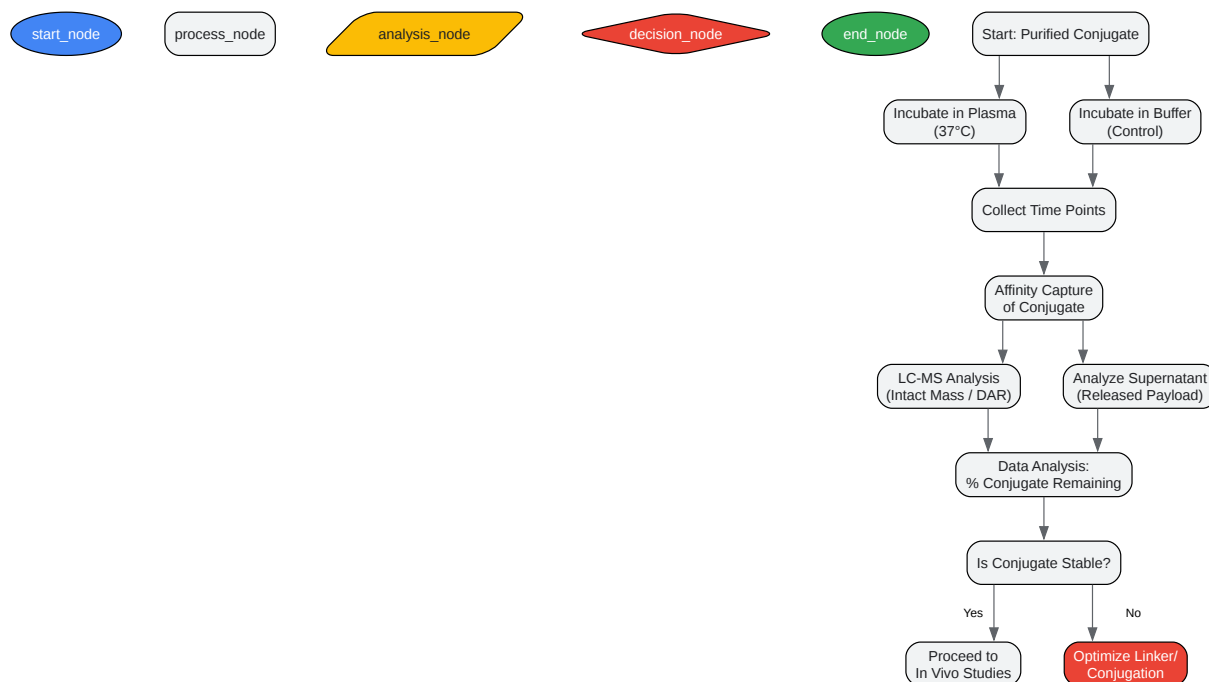 start_node
process_node
analysis_node
decision_node
end_node
Start: Purified Conjugate
Incubate in Plasma
(37°C)
Incubate in Buffer
(Control)
Collect Time Points
Affinity Capture
of Conjugate
LC-MS Analysis
(Intact Mass / DAR)
Analyze Supernatant
(Released Payload)
Data Analysis:
% Conjugate Remaining
Is Conjugate Stable?
Yes
No
Proceed to
In Vivo Studies
Optimize Linker/
Conjugation